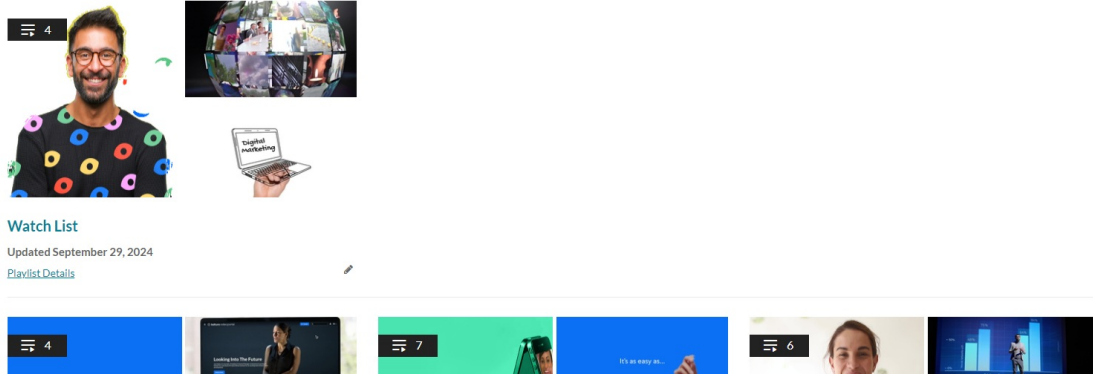 4
Digital
marketing
Watch List
Updated September 29, 2024
Playlist Details
4
Looking Into The Future
7
It's as easy as...
6